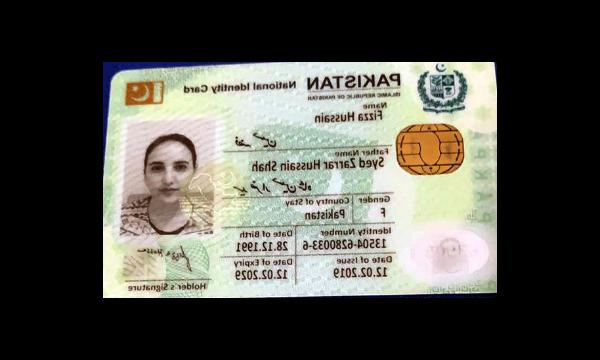 PAKISTAN National Identity Card
ISLAMIC REPUBLIC OF PAKISTAN
Name
Fizza Hussain
Father Name
Syed Zarrar Hussain Shah
Gender Country of Stay
F Pakistan
Identity Number Date of Birth
13504-6280033-6 28.12.1991
Date of Issue Date of Expiry
12.02.2019 12.02.2029
Holder's Signature